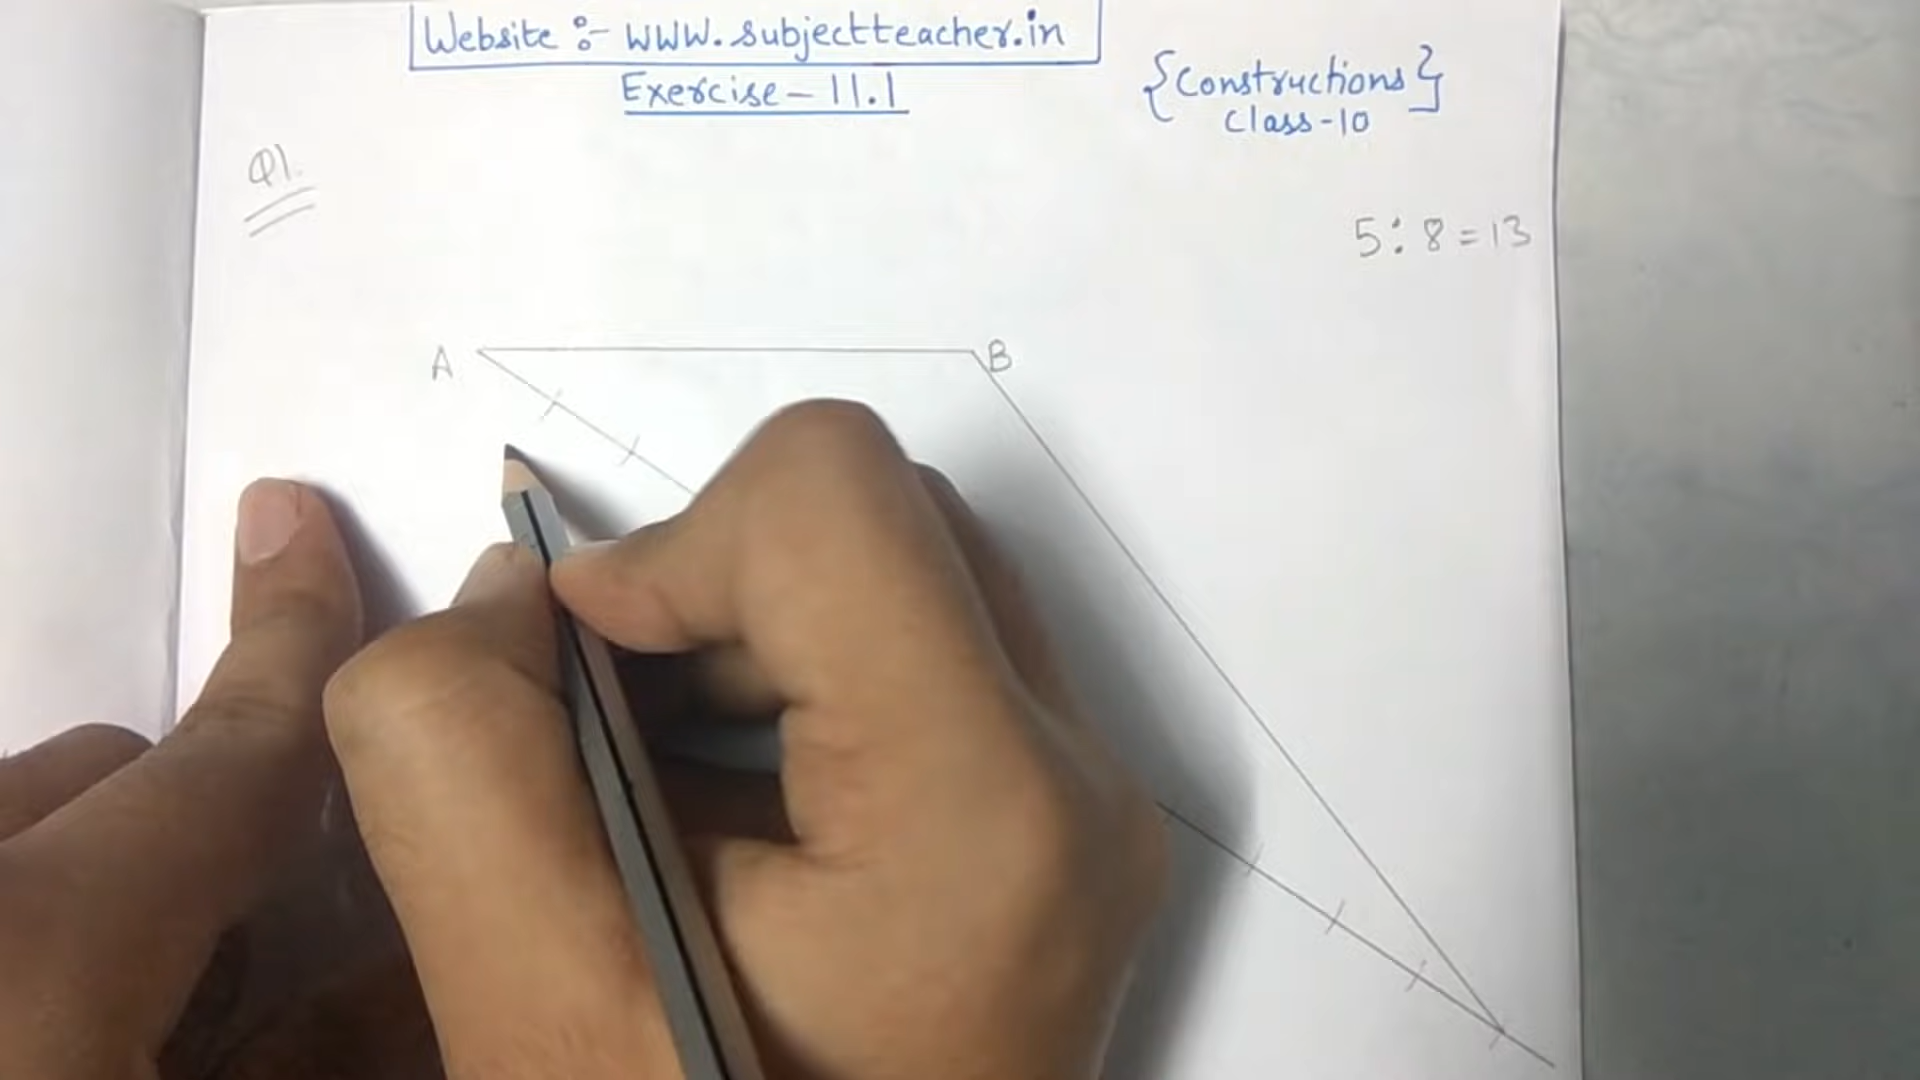 Website :- www.subjectteacher.in
Exercise - 11.1
{Constructions}
Class-10
Q1.
5:8=13
A
B